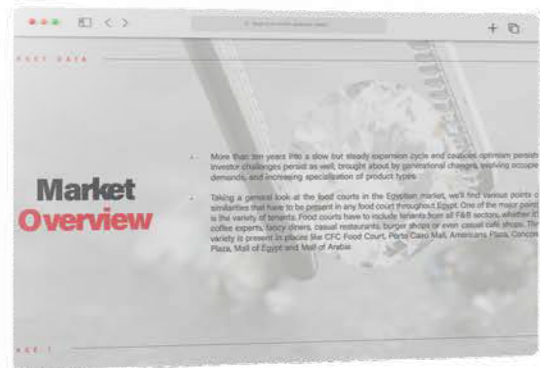 Market
Overview
More than ten years into a slow but steady expansion cycle and cautious optimism persists
investor challenges persist as well, brought about by generational changes, evolving
demands, and increasing specialization of product types
Taking a general look at the food courts in the Egyptian market, we'll find various points
similarities that have to be present in any food court throughout Egypt. One of the major
is the variety of tenants. Food courts have to include tenants from all F&B sectors, whether
coffee experts, fancy diners, casual restaurants, burger shops or even casual café shops.
variety is present in places like CFC Food Court, Porto Cairo Mall, Americana Plaza,
Plaza, Mall of Egypt and Mall of Arabia